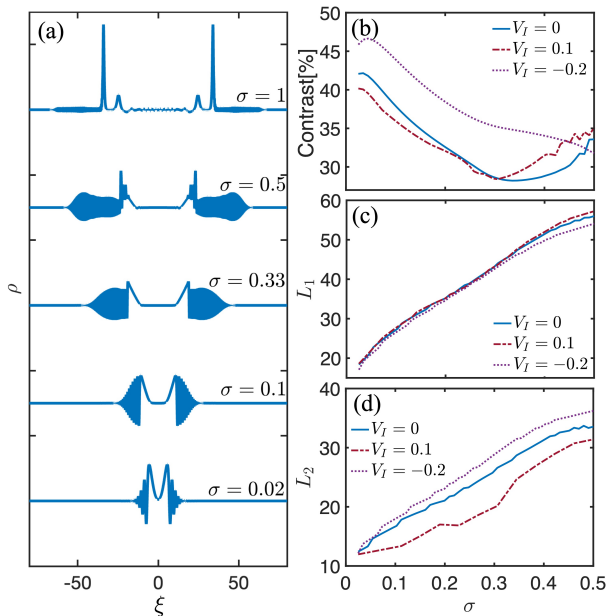 (a)
σ = 1
σ = 0.5
σ = 0.33
σ = 0.1
σ = 0.02
ρ
-50 0 50
ξ
(b)
V_I = 0
V_I = 0.1
V_I = −0.2
Contrast[%]
50
45
40
35
30
(c)
60
50
40
30
20
L_1
V_I = 0
V_I = 0.1
V_I = −0.2
(d)
40
30
20
10
L_2
V_I = 0
V_I = 0.1
V_I = −0.2
0 0.1 0.2 0.3 0.4 0.5
σ